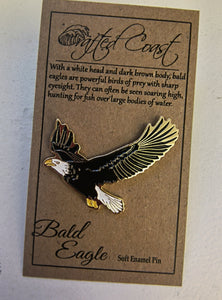 Crafted Coast
With a white head and dark brown body, bald
eagles are powerful birds of prey with sharp
eyesight. They can often be seen soaring high,
hunting for fish over large bodies of water.
Bald
Eagle
Soft Enamel Pin